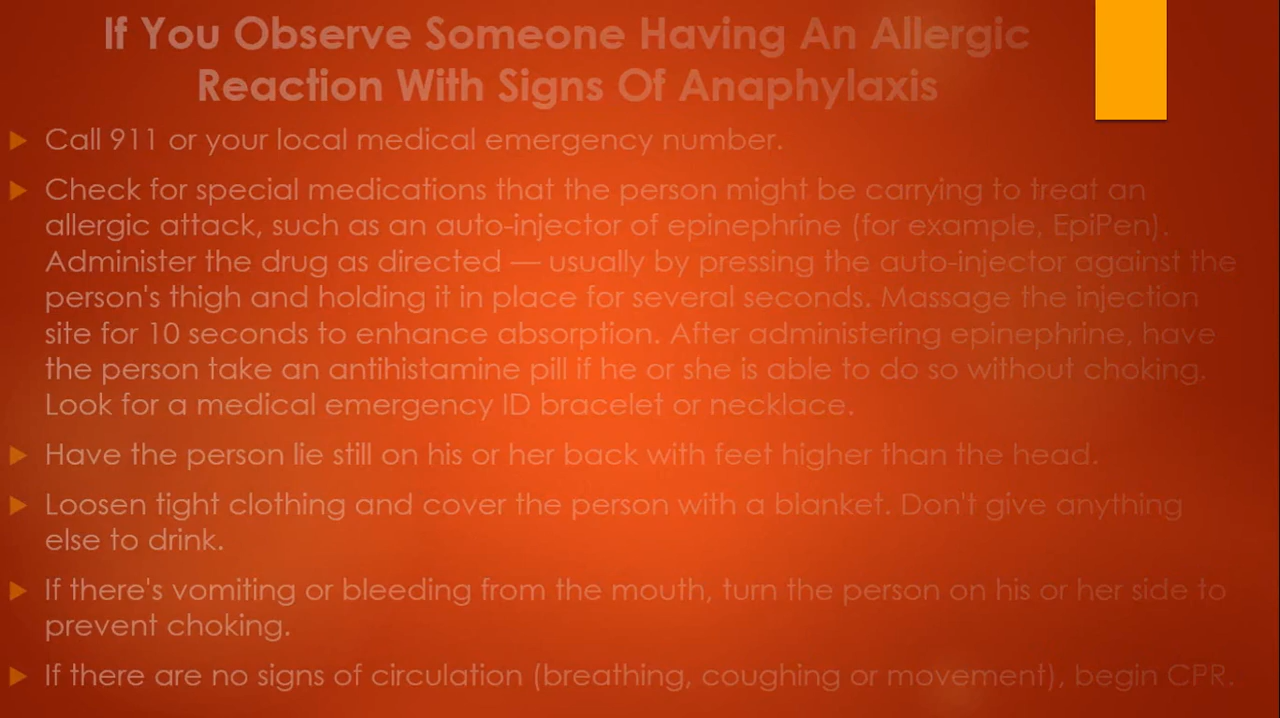 If You Observe Someone Having An Allergic
Reaction With Signs Of Anaphylaxis
Call 911 or your local medical emergency number.
Check for special medications that the person might be carrying to treat an
allergic attack, such as an auto-injector of epinephrine (for example, EpiPen).
Administer the drug as directed — usually by pressing the auto-injector against the
person's thigh and holding it in place for several seconds. Massage the injection
site for 10 seconds to enhance absorption. After administering epinephrine, have
the person take an antihistamine pill if he or she is able to do so without choking.
Look for a medical emergency ID bracelet or necklace.
Have the person lie still on his or her back with feet higher than the head.
Loosen tight clothing and cover the person with a blanket. Don't give anything
else to drink.
If there's vomiting or bleeding from the mouth, turn the person on his or her side to
prevent choking.
If there are no signs of circulation (breathing, coughing or movement), begin CPR.